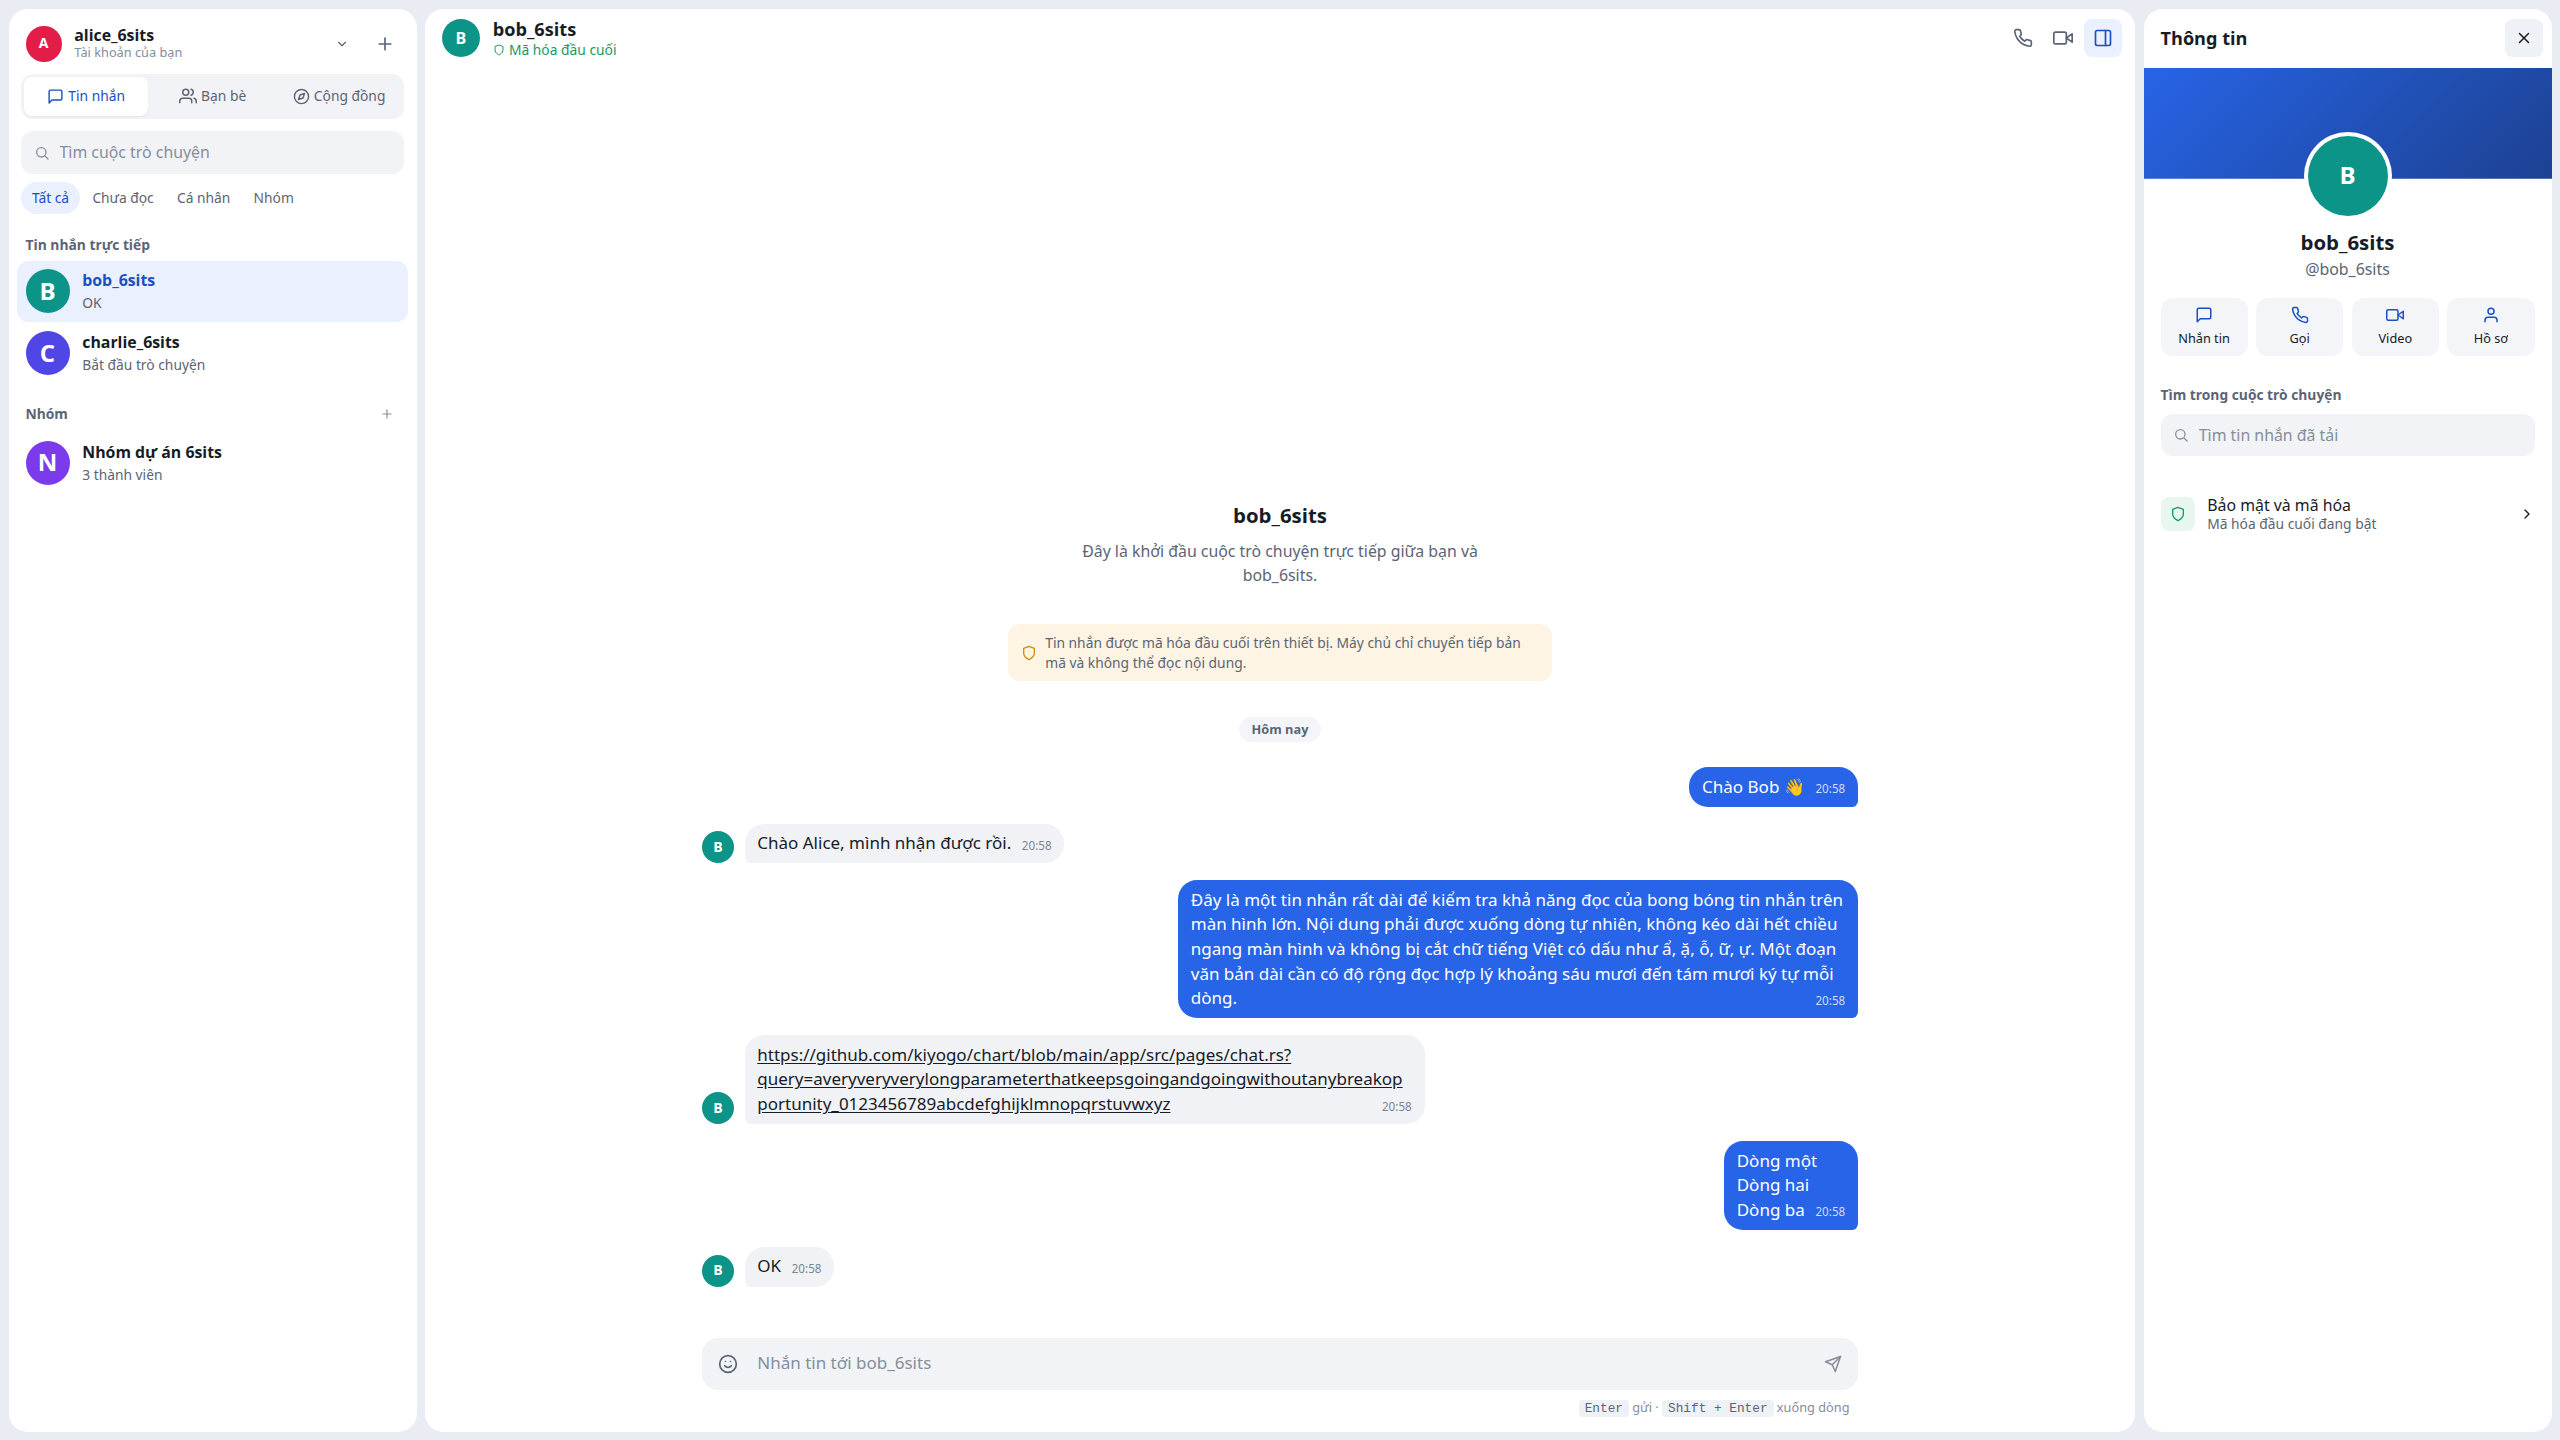 A
alice_6sits
Tài khoản của bạn
Tin nhắn
Bạn bè
Cộng đồng
Tìm cuộc trò chuyện
Tất cả
Chưa đọc
Cá nhân
Nhóm
Tin nhắn trực tiếp
B
bob_6sits
OK
C
charlie_6sits
Bắt đầu trò chuyện
Nhóm
N
Nhóm dự án 6sits
3 thành viên
B
bob_6sits
Mã hóa đầu cuối
bob_6sits
Đây là khởi đầu cuộc trò chuyện trực tiếp giữa bạn và
bob_6sits.
Tin nhắn được mã hóa đầu cuối trên thiết bị. Máy chủ chỉ chuyển tiếp bản
mã và không thể đọc nội dung.
Hôm nay
Chào Bob 👋 20:58
B
Chào Alice, mình nhận được rồi. 20:58
Đây là một tin nhắn rất dài để kiểm tra khả năng đọc của bong bóng tin nhắn trên
màn hình lớn. Nội dung phải được xuống dòng tự nhiên, không kéo dài hết chiều
ngang màn hình và không bị cắt chữ tiếng Việt có dấu như ẩ, ặ, ỗ, ữ, ự. Một đoạn
văn bản dài cần có độ rộng đọc hợp lý khoảng sáu mươi đến tám mươi ký tự mỗi
dòng. 20:58
https://github.com/kiyogo/chart/blob/main/app/src/pages/chat.rs?
query=averyveryverylongparameterthatkeepsgoingandgoingwithoutanybreakop
portunity_0123456789abcdefghijklmnopqrstuvwxyz 20:58
B
Dòng một
Dòng hai
Dòng ba 20:58
B
OK 20:58
Nhắn tin tới bob_6sits
Enter gửi · Shift + Enter xuống dòng
Thông tin
B
bob_6sits
@bob_6sits
Nhắn tin
Gọi
Video
Hồ sơ
Tìm trong cuộc trò chuyện
Tìm tin nhắn đã tải
Bảo mật và mã hóa
Mã hóa đầu cuối đang bật